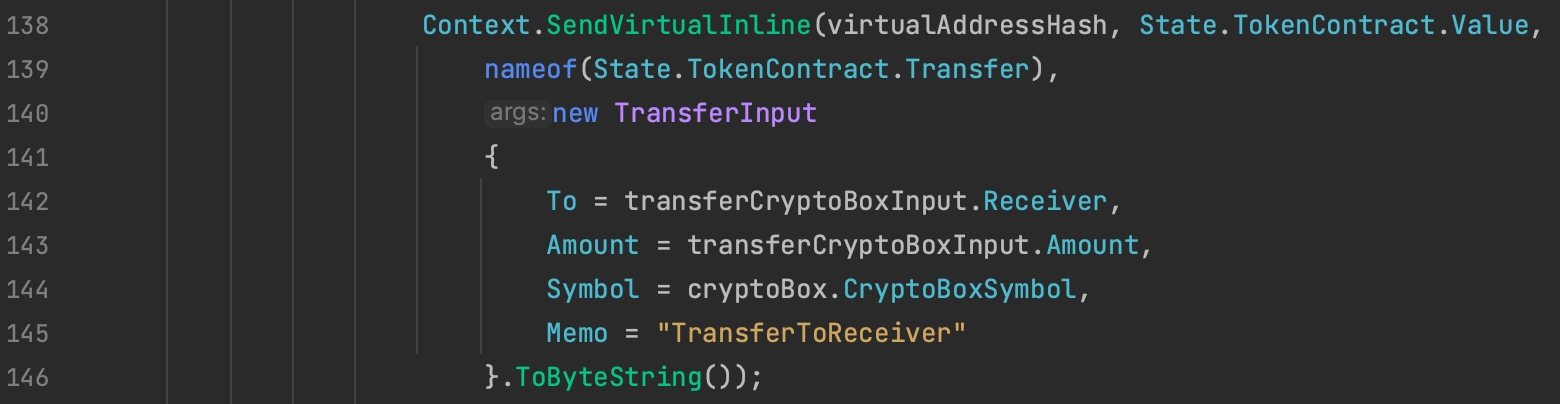 138 Context.SendVirtualInline(virtualAddressHash, State.TokenContract.Value,
139 nameof(State.TokenContract.Transfer),
140 args: new TransferInput
141 {
142 To = transferCryptoBoxInput.Receiver,
143 Amount = transferCryptoBoxInput.Amount,
144 Symbol = cryptoBox.CryptoBoxSymbol,
145 Memo = "TransferToReceiver"
146 }.ToByteString());